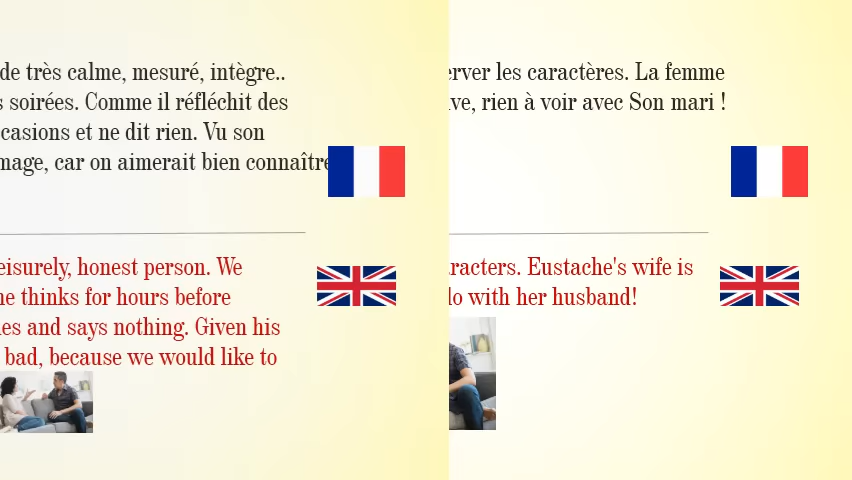 de très calme, mesuré, intègre..
s soirées. Comme il réfléchit des
casions et ne dit rien. Vu son
mage, car on aimerait bien connaître
eisurely, honest person. We
ne thinks for hours before
es and says nothing. Given his
bad, because we would like to
erver les caractères. La femme
ve, rien à voir avec Son mari !
racters. Eustache's wife is
do with her husband!